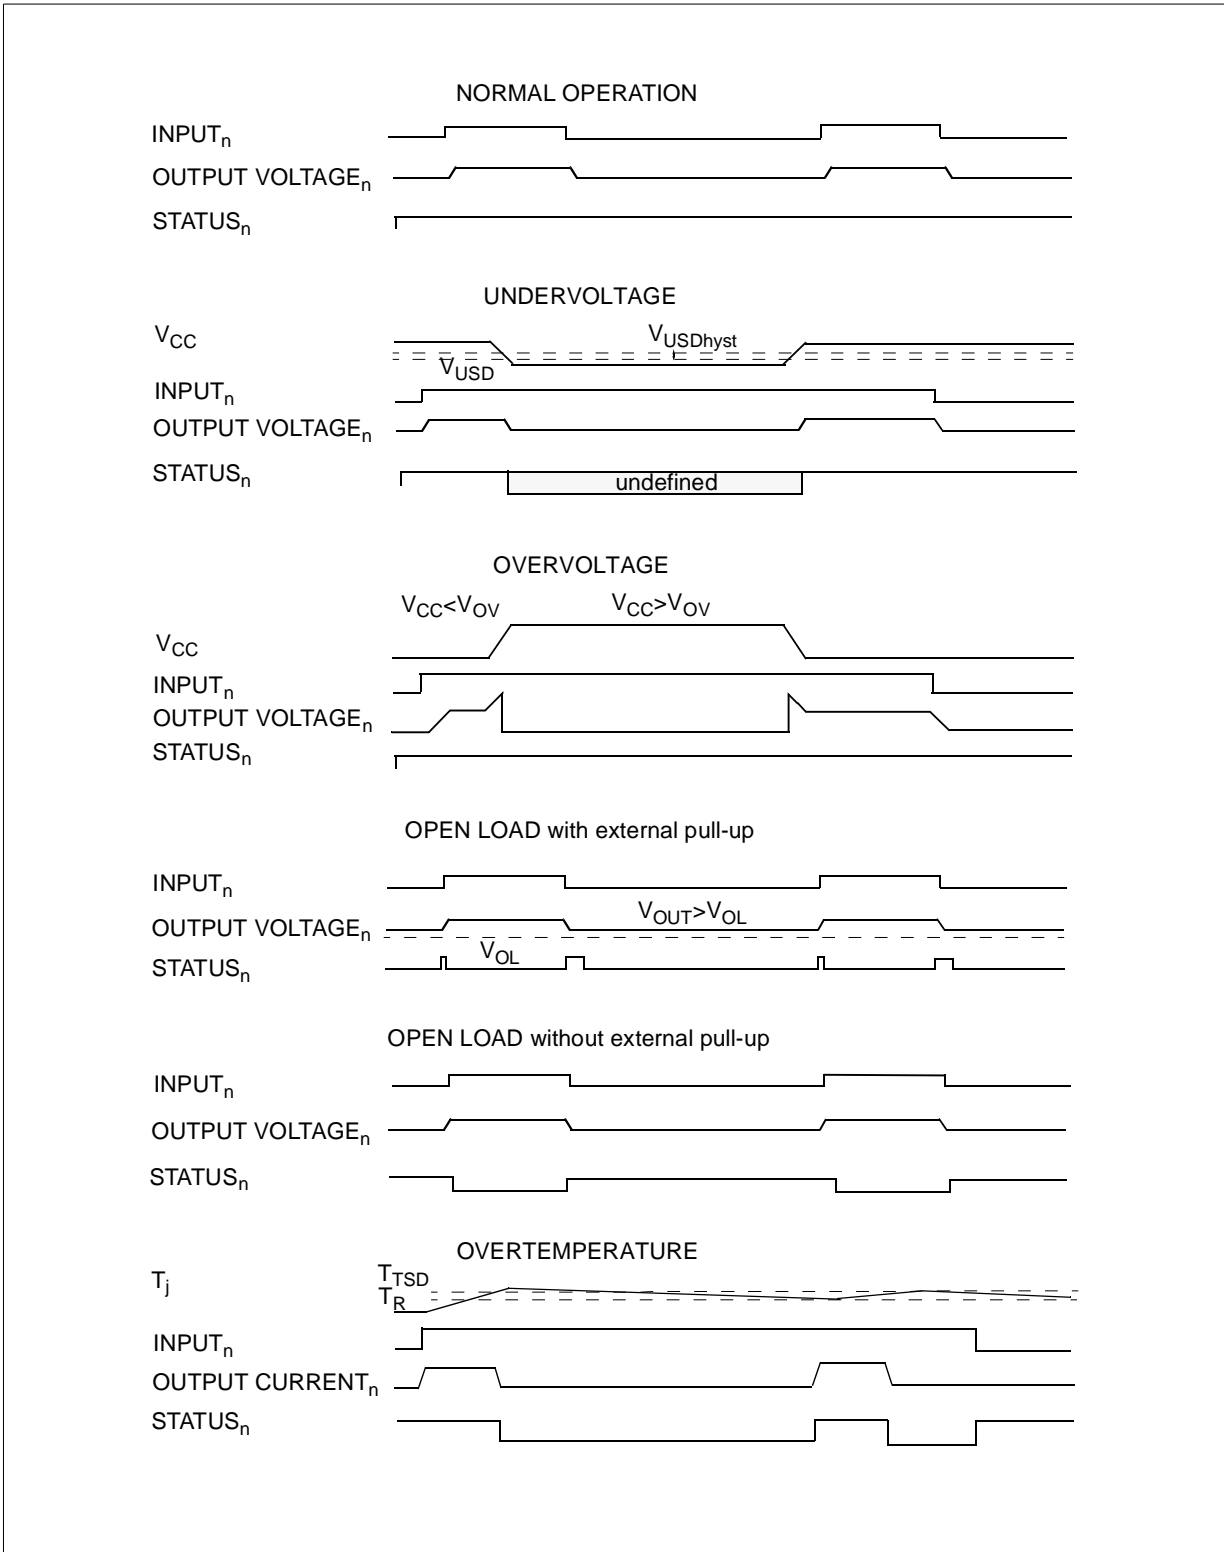 NORMAL OPERATION
INPUTn
OUTPUT VOLTAGEn
STATUSn
UNDERVOLTAGE
VCC
VUSDhyst
VUSD
INPUTn
OUTPUT VOLTAGEn
STATUSn
undefined
OVERVOLTAGE
VCC<VOV
VCC>VOV
VCC
INPUTn
OUTPUT VOLTAGEn
STATUSn
OPEN LOAD with external pull-up
INPUTn
VOUT>VOL
OUTPUT VOLTAGEn
VOL
STATUSn
OPEN LOAD without external pull-up
INPUTn
OUTPUT VOLTAGEn
STATUSn
OVERTEMPERATURE
Tj
TTSD
TR
INPUTn
OUTPUT CURRENTn
STATUSn